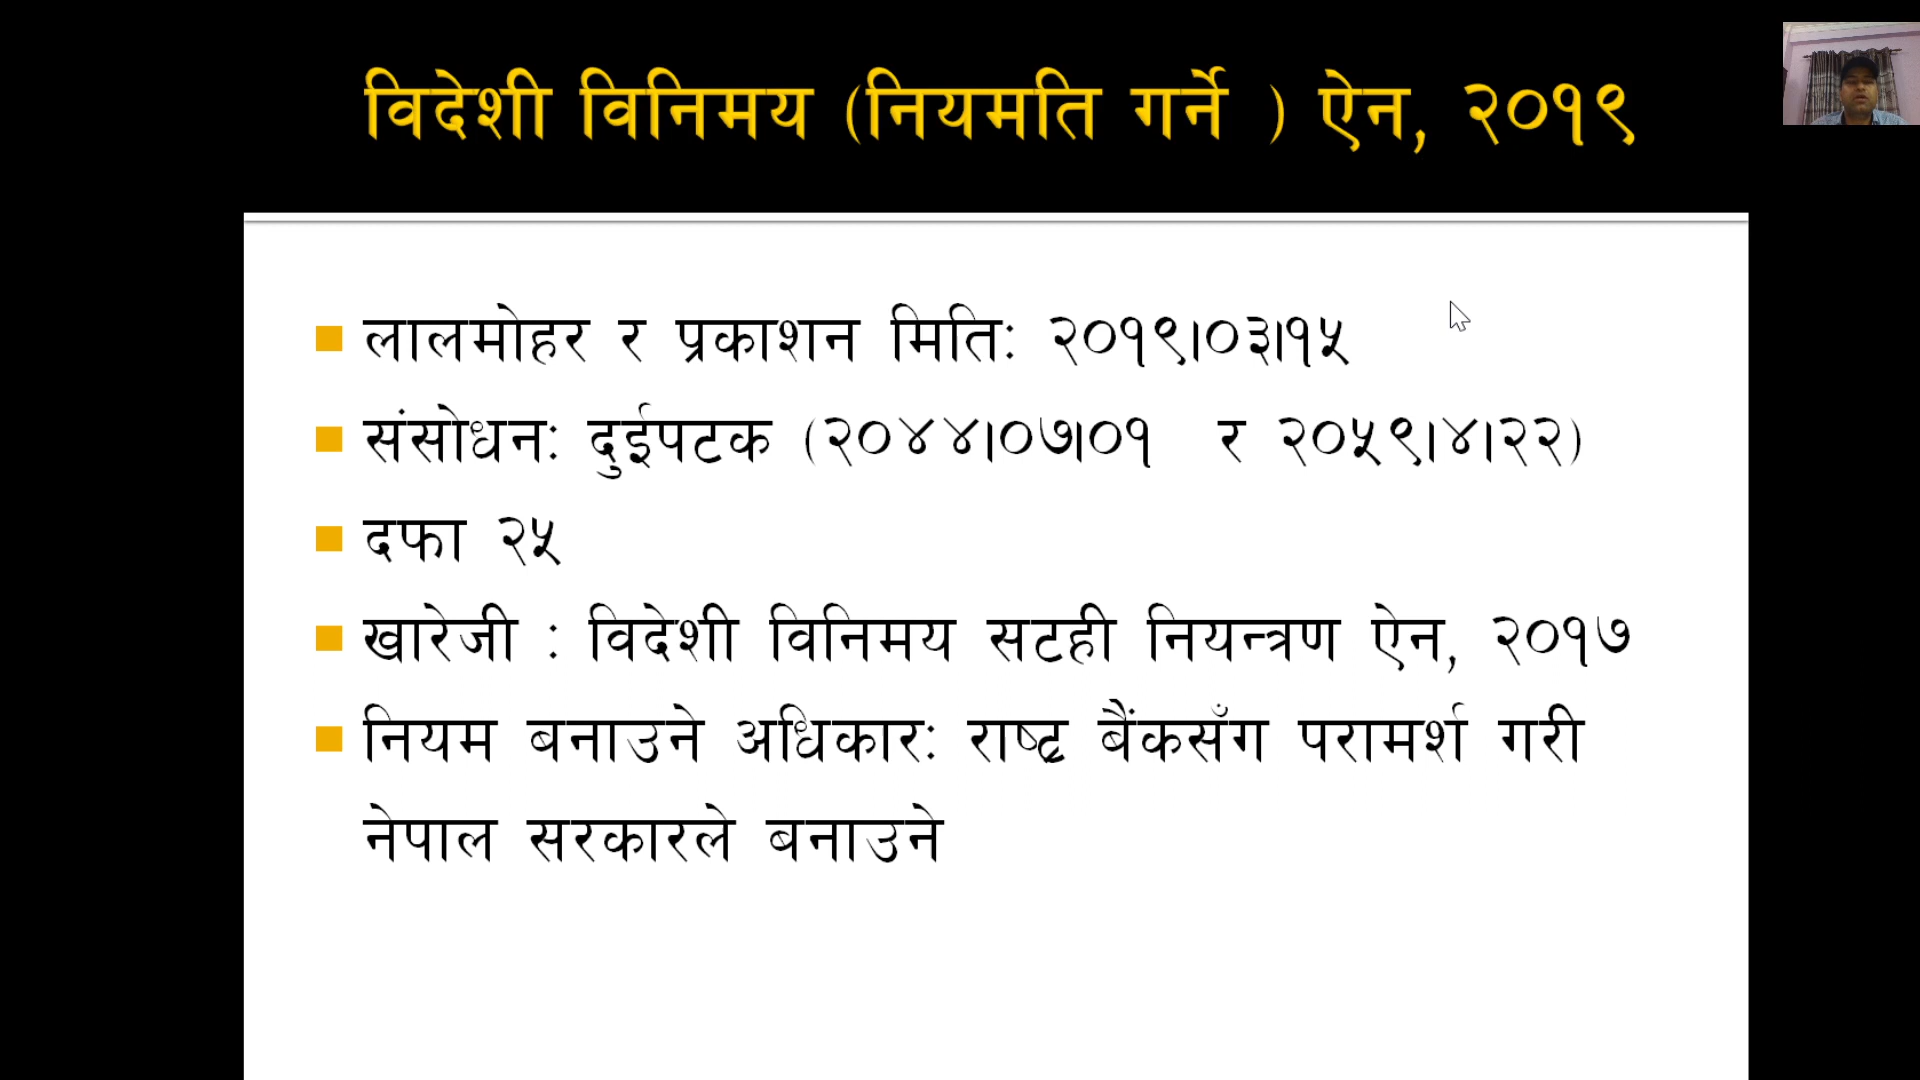 विदेशी विनिमय (नियमति गर्ने ) ऐन, २०१९
लालमोहर र प्रकाशन मितिः २०१९।०३।१५
संसोधनः दुईपटक (२०४४।०७।०१ र २०५९।४।२२)
दफा २५
खारेजी : विदेशी विनिमय सटही नियन्त्रण ऐन, २०१७
नियम बनाउने अधिकारः राष्ट्र बैंकसँग परामर्श गरी
नेपाल सरकारले बनाउने